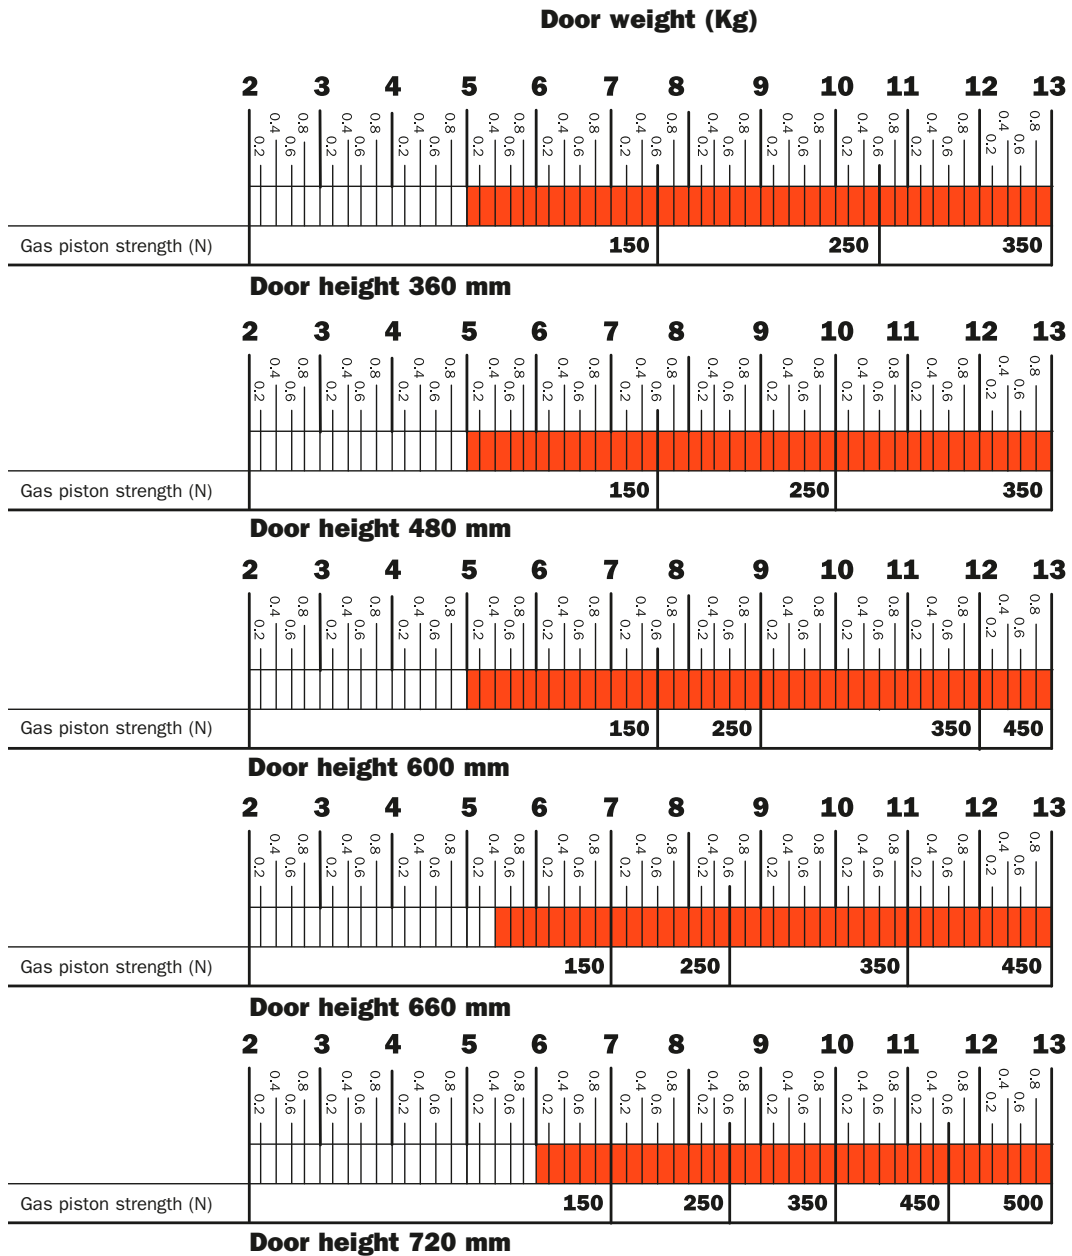 Door weight (Kg)
2 3 4 5 6 7 8 9 10 11 12 13
0.2 0.4 0.6 0.8 0.2 0.4 0.6 0.8 0.2 0.4 0.6 0.8 0.2 0.4 0.6 0.8 0.2 0.4 0.6 0.8 0.2 0.4 0.6 0.2 0.4 0.6 0.8 0.2 0.4 0.6 0.8 0.2 0.4 0.6 0.2 0.4 0.6 0.8 0.2 0.4 0.6 0.8
Gas piston strength (N) 150 250 350
Door height 360 mm
2 3 4 5 6 7 8 9 10 11 12 13
0.2 0.4 0.6 0.8 0.2 0.4 0.6 0.8 0.2 0.4 0.6 0.8 0.2 0.4 0.6 0.8 0.2 0.4 0.6 0.8 0.2 0.4 0.6 0.2 0.4 0.6 0.8 0.2 0.4 0.6 0.8 0.2 0.4 0.6 0.2 0.4 0.6 0.8 0.2 0.4 0.6 0.8
Gas piston strength (N) 150 250 350
Door height 480 mm
2 3 4 5 6 7 8 9 10 11 12 13
0.2 0.4 0.6 0.8 0.2 0.4 0.6 0.8 0.2 0.4 0.6 0.8 0.2 0.4 0.6 0.8 0.2 0.4 0.6 0.8 0.2 0.4 0.6 0.2 0.4 0.6 0.8 0.2 0.4 0.6 0.8 0.2 0.4 0.6 0.2 0.4 0.6 0.8 0.2 0.4 0.6 0.8
Gas piston strength (N) 150 250 350 450
Door height 600 mm
2 3 4 5 6 7 8 9 10 11 12 13
0.2 0.4 0.6 0.8 0.2 0.4 0.6 0.8 0.2 0.4 0.6 0.8 0.2 0.4 0.6 0.8 0.2 0.4 0.6 0.8 0.2 0.4 0.6 0.2 0.4 0.6 0.8 0.2 0.4 0.6 0.8 0.2 0.4 0.6 0.2 0.4 0.6 0.8 0.2 0.4 0.6 0.8
Gas piston strength (N) 150 250 350 450
Door height 660 mm
2 3 4 5 6 7 8 9 10 11 12 13
0.2 0.4 0.6 0.8 0.2 0.4 0.6 0.8 0.2 0.4 0.6 0.8 0.2 0.4 0.6 0.8 0.2 0.4 0.6 0.8 0.2 0.4 0.6 0.2 0.4 0.6 0.8 0.2 0.4 0.6 0.8 0.2 0.4 0.6 0.2 0.4 0.6 0.8 0.2 0.4 0.6 0.8
Gas piston strength (N) 150 250 350 450 500
Door height 720 mm